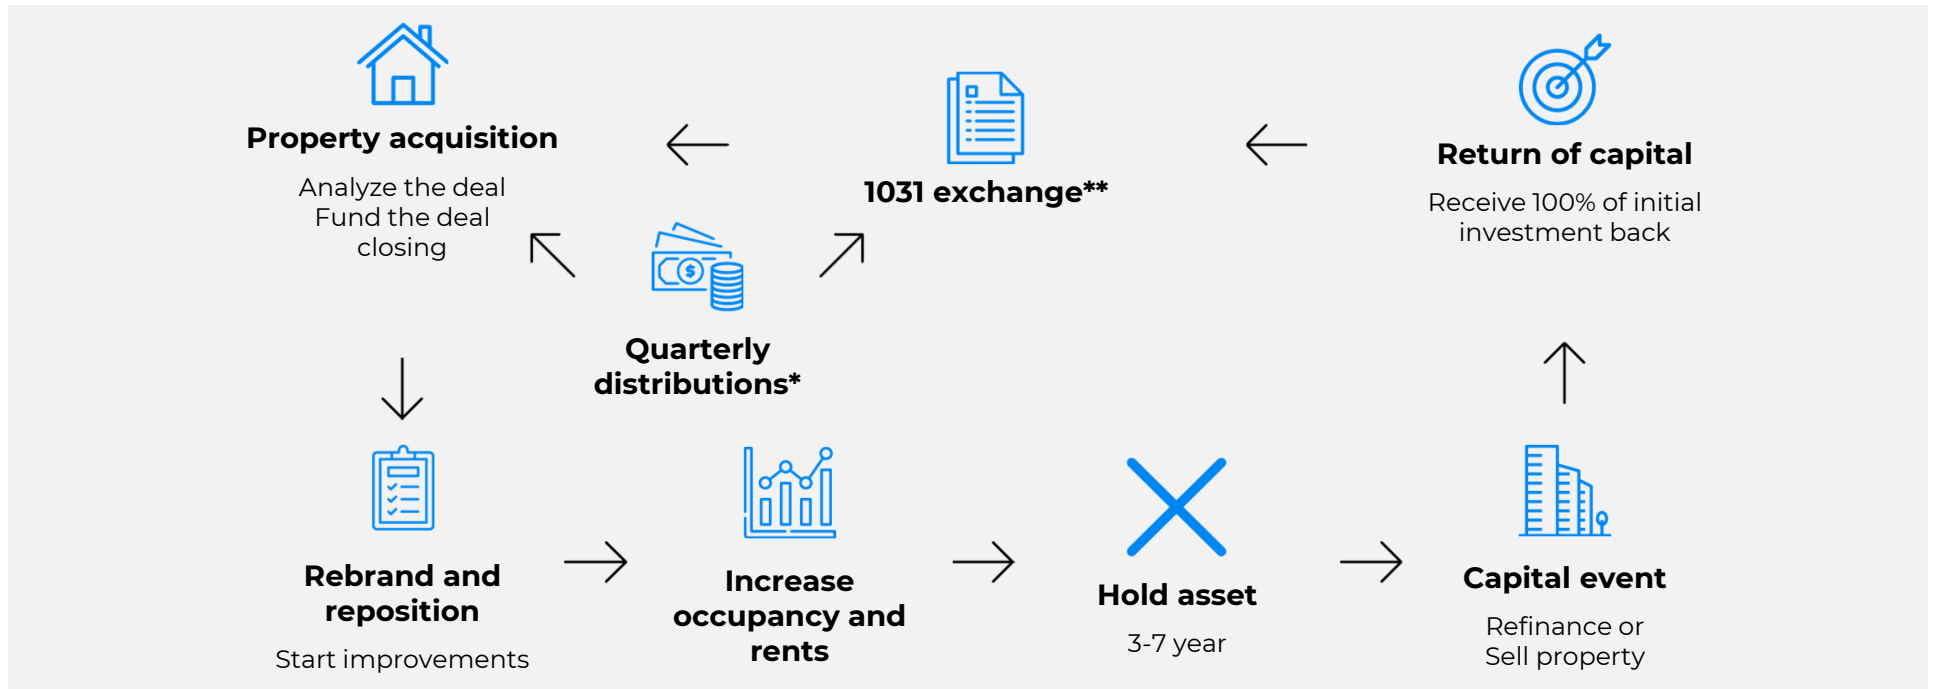 Property acquisition
Analyze the deal
Fund the deal
closing
1031 exchange**
Return of capital
Receive 100% of initial
investment back
Quarterly
distributions*
Rebrand and
reposition
Start improvements
Increase
occupancy and
rents
Hold asset
3-7 year
Capital event
Refinance or
Sell property